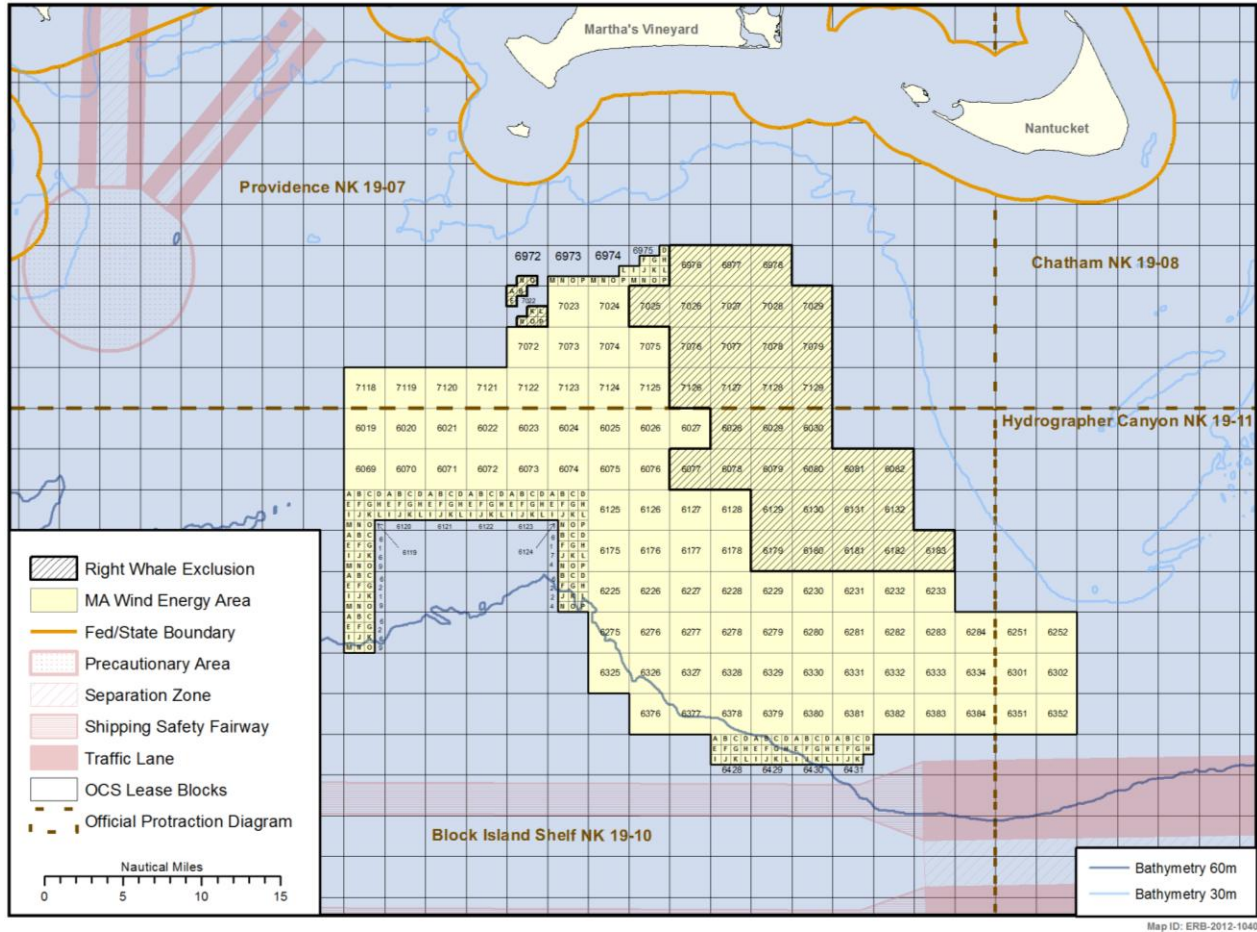 Martha's Vineyard
Nantucket
Providence NK 19-07
Chatham NK 19-08
6972 6973 6974 6975 D
F G H
L I J K L
K O M N O P M N O P M N O P
6976 6977 6978
A B
E
7022
K L
N O P
7023 7024 7025 7026 7027 7028 7029
7072 7073 7074 7075 7076 7077 7078 7079
7118 7119 7120 7121 7122 7123 7124 7125 7126 7127 7128 7129
Hydrographer Canyon NK 19-11
6019 6020 6021 6022 6023 6024 6025 6026 6027 6028 6029 6030
6069 6070 6071 6072 6073 6074 6075 6076 6077 6078 6079 6080 6081 6082
A B C D A B C D A B C D A B C D A B C D A B C D
E F G H E F G H E F G H E F G H E F G H E F G H
I J K L I J K L I J K L I J K L I J K L I J K L
6125 6126 6127 6128 6129 6130 6131 6132
M N O 6120 6121 6122 6123 N O P
6119 6124
A B C B C D
E F G F G H
I J K J K L
M N O N O P
6169 6174
6175 6176 6177 6178 6179 6180 6181 6182 6183
A B C B C D
E F G F G H
I J K J K L
M N O N O P
6219 6224
6225 6226 6227 6228 6229 6230 6231 6232 6233
A B C
E F G
I J K
M N O
6269
6275 6276 6277 6278 6279 6280 6281 6282 6283 6284 6251 6252
6325 6326 6327 6328 6329 6330 6331 6332 6333 6334 6301 6302
6376 6377 6378 6379 6380 6381 6382 6383 6384 6351 6352
A B C D A B C D A B C D A B C D
E F G H E F G H E F G H E F G H
I J K L I J K L I J K L I J K
6428 6429 6430 6431
Block Island Shelf NK 19-10
Right Whale Exclusion
MA Wind Energy Area
Fed/State Boundary
Precautionary Area
Separation Zone
Shipping Safety Fairway
Traffic Lane
OCS Lease Blocks
Official Protraction Diagram
Nautical Miles
0 5 10 15
Bathymetry 60m
Bathymetry 30m
Map ID: ERB-2012-1040